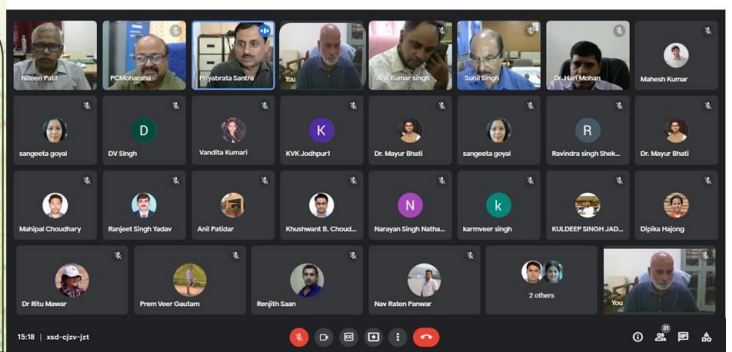 Niteen Patil
PCMoharana
Priyabrata Santra
You
Anil Kumar singh
Sunil Singh
Dr. Hari Mohan
Mahesh Kumar
sangeeta goyal
D
DV Singh
Vandita Kumari
K
KVK Jodhpur1
Dr. Mayur Bhati
sangeeta goyal
R
Ravindra singh Shek...
Dr. Mayur Bhati
Mahipal Choudhary
Ranjeet Singh Yadav
Anil Patidar
Khushwant B. Choud...
N
Narayan Singh Natha...
k
karmveer singh
KULDEEP SINGH JAD...
Dipika Hajong
Dr Ritu Mawar
Prem Veer Gautam
Renjith Saan
Nav Raten Panwar
2 others
You
15:18 | xsd-cjzv-jzt
31